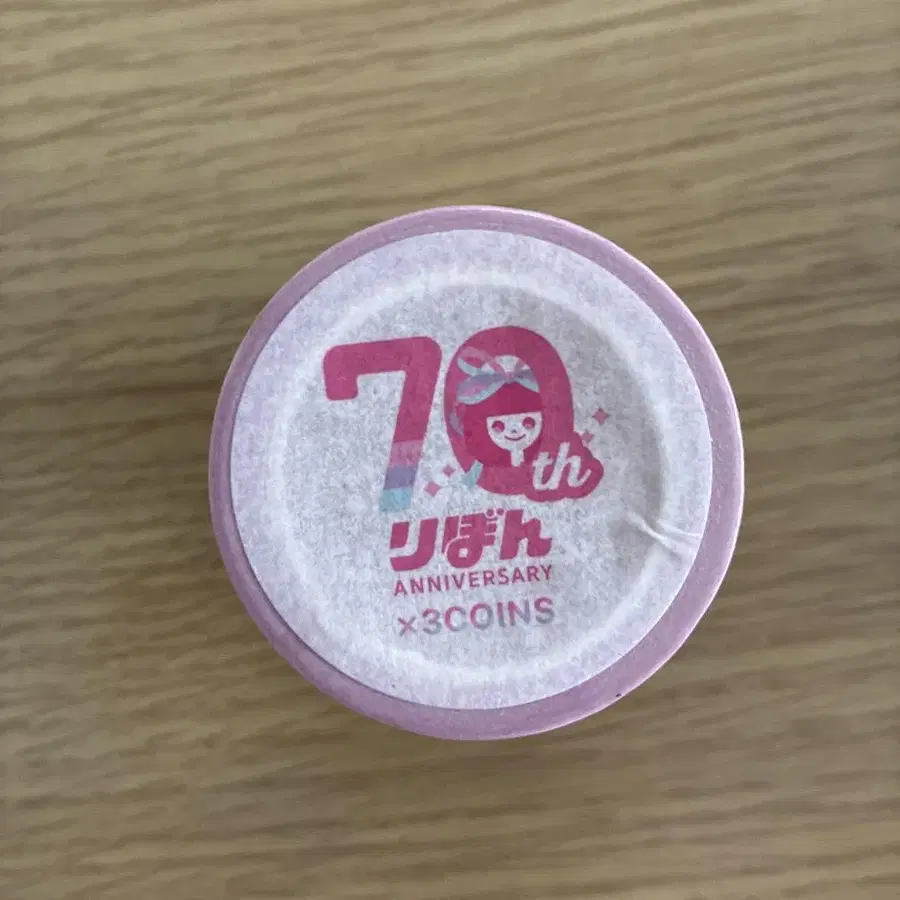 70th
りぼん
ANNIVERSARY
×3COINS